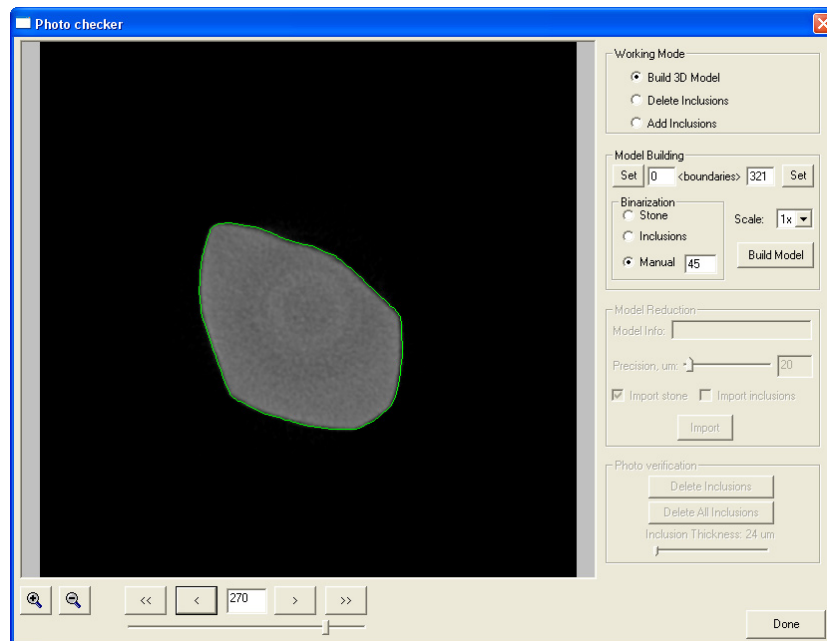 Photo checker
Working Mode
Build 3D Model
Delete Inclusions
Add Inclusions
Model Building
Set 0 <boundaries> 321 Set
Binarization
Stone
Scale: 1x
Inclusions
Manual 45
Build Model
Model Reduction
Model Info:
Precision, um: 20
Import stone Import inclusions
Import
Photo verification
Delete Inclusions
Delete All Inclusions
Inclusion Thickness: 24 um
<< < 270 > >>
Done